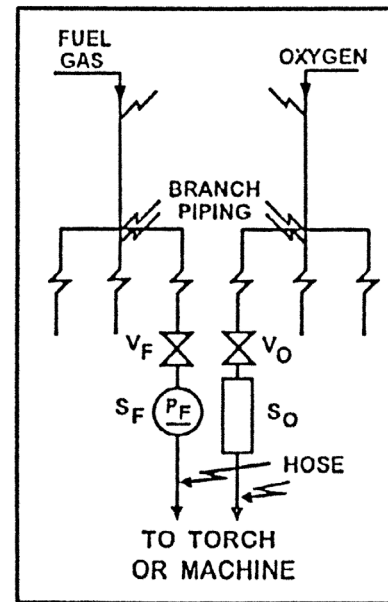 FUEL
GAS
OXYGEN
BRANCH
PIPING
VF
VO
SF
PF
SO
HOSE
TO TORCH
OR MACHINE